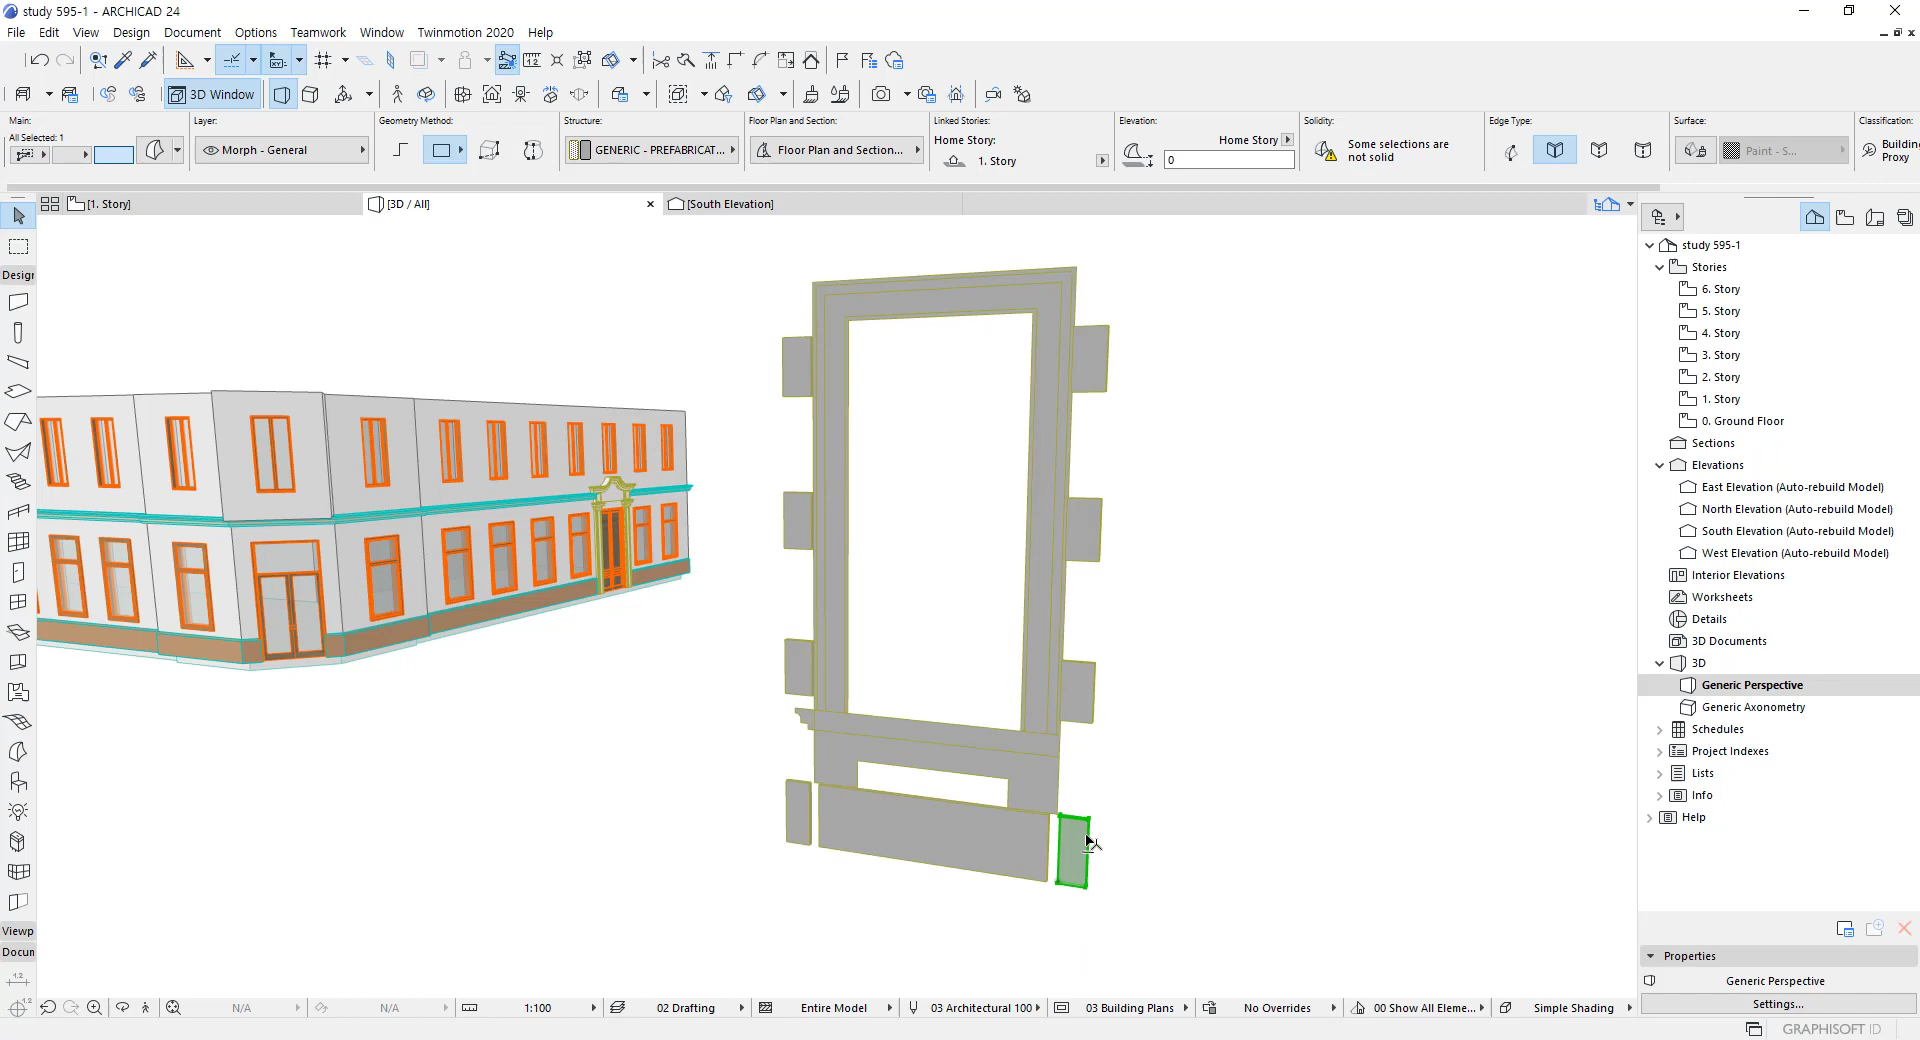 study 595-1 - ARCHICAD 24
File Edit View Design Document Options Teamwork Window Twinmotion 2020 Help
3D Window
Main:
All Selected: 1
Layer:
Morph - General
Geometry Method:
Structure:
GENERIC - PREFABRICAT...
Floor Plan and Section:
Floor Plan and Section...
Linked Stories:
Home Story:
1. Story
Elevation:
Home Story
0
Solidity:
Some selections are
not solid
Edge Type:
Surface:
Paint - S...
Classification:
Building
Proxy
[1. Story]
[3D / All]
[South Elevation]
Design
Viewp
Docum
study 595-1
Stories
6. Story
5. Story
4. Story
3. Story
2. Story
1. Story
0. Ground Floor
Sections
Elevations
East Elevation (Auto-rebuild Model)
North Elevation (Auto-rebuild Model)
South Elevation (Auto-rebuild Model)
West Elevation (Auto-rebuild Model)
Interior Elevations
Worksheets
Details
3D Documents
3D
Generic Perspective
Generic Axonometry
Schedules
Project Indexes
Lists
Info
Help
Properties
Generic Perspective
Settings...
N/A
N/A
1:100
02 Drafting
Entire Model
03 Architectural 100
03 Building Plans
No Overrides
00 Show All Eleme...
Simple Shading
GRAPHISOFT ID